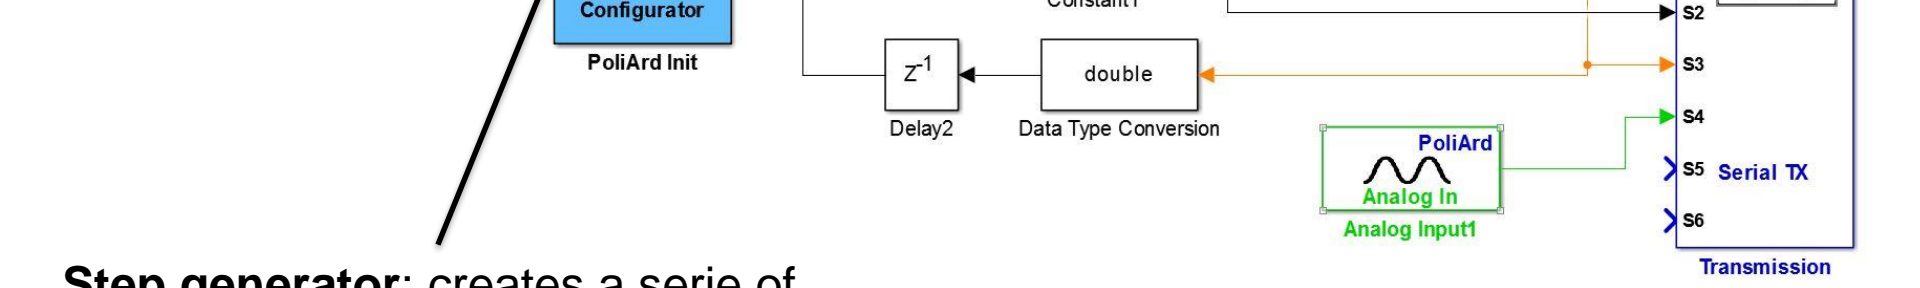 Configurator
PoliArd Init
Constant1
z-1
Delay2
double
Data Type Conversion
PoliArd
Analog In
Analog Input1
S2
S3
S4
S5
S6
Serial TX
Transmission
Step generator: creates a serie of